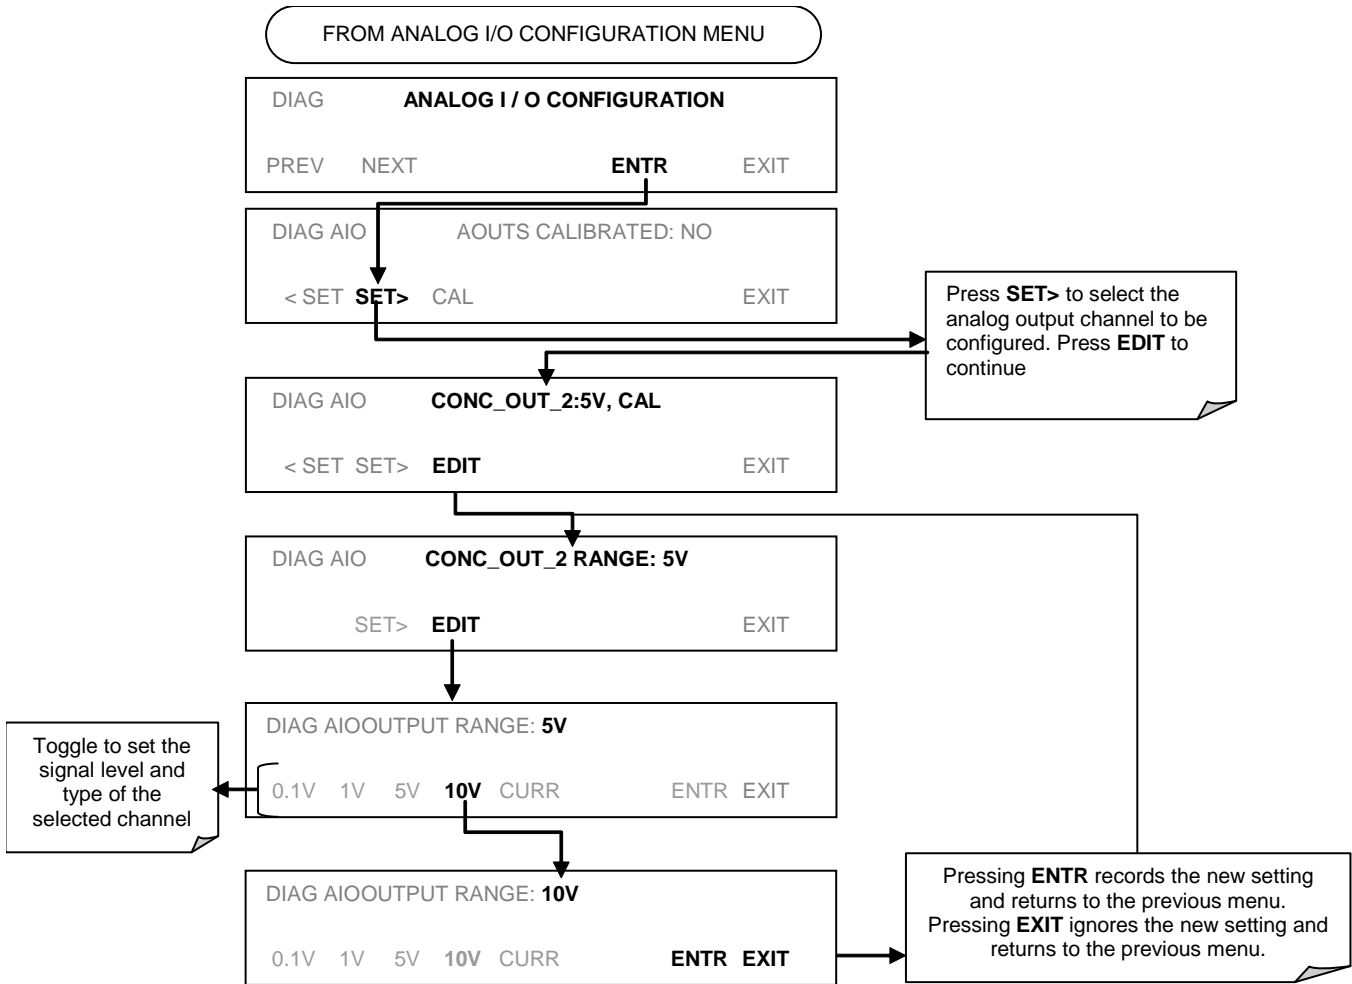 FROM ANALOG I/O CONFIGURATION MENU
DIAG ANALOG I / O CONFIGURATION
PREV NEXT ENTR EXIT
DIAG AIO AOUTS CALIBRATED: NO
< SET SET> CAL EXIT
Press SET> to select the
analog output channel to be
configured. Press EDIT to
continue
DIAG AIO CONC_OUT_2:5V, CAL
< SET SET> EDIT EXIT
DIAG AIO CONC_OUT_2 RANGE: 5V
SET> EDIT EXIT
DIAG AIOOUTPUT RANGE: 5V
0.1V 1V 5V 10V CURR ENTR EXIT
Toggle to set the
signal level and
type of the
selected channel
DIAG AIOOUTPUT RANGE: 10V
0.1V 1V 5V 10V CURR ENTR EXIT
Pressing ENTR records the new setting
and returns to the previous menu.
Pressing EXIT ignores the new setting and
returns to the previous menu.